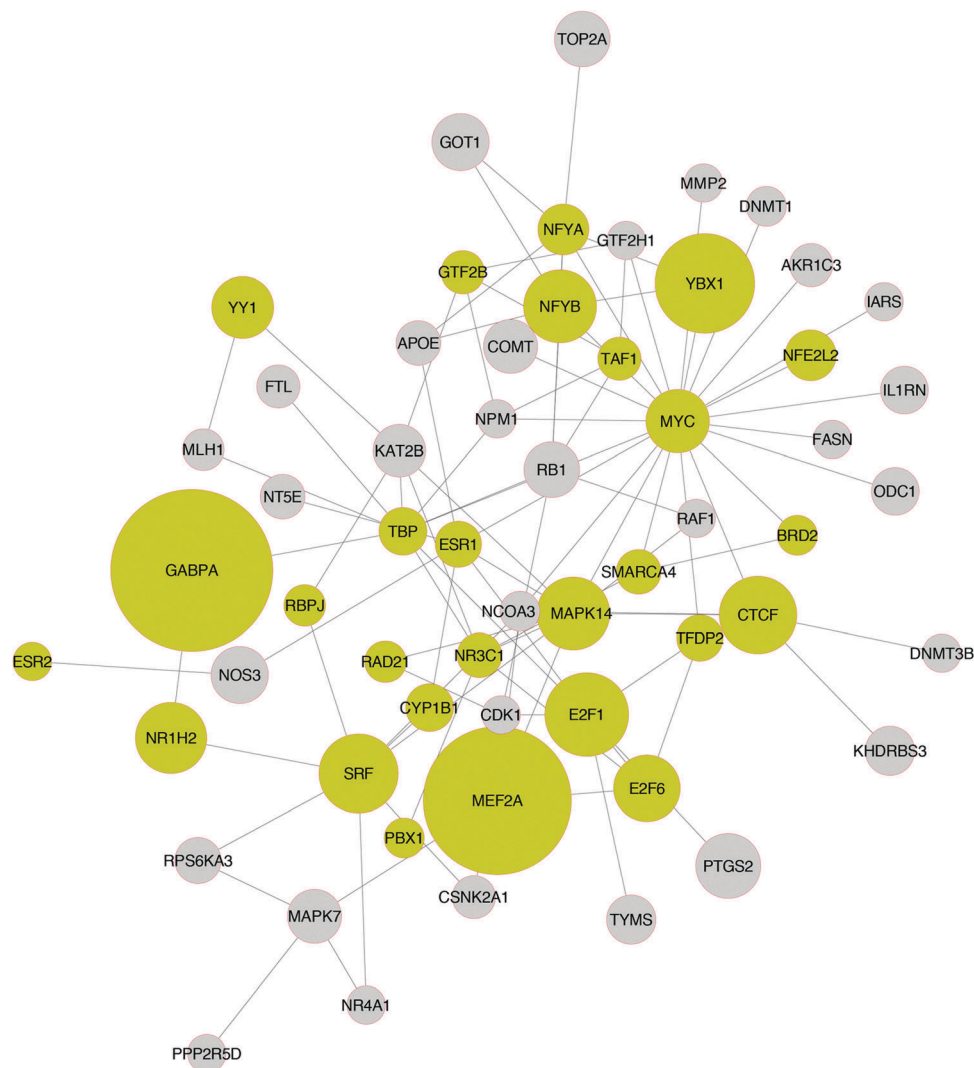 TOP2A
GOT1
MMP2
DNMT1
NFYA
GTF2H1
AKR1C3
GTF2B
YBX1
IARS
YY1
NFYB
APOE
COMT
TAF1
NFE2L2
FTL
IL1RN
NPM1
MYC
FASN
MLH1
KAT2B
RB1
ODC1
NT5E
RAF1
TBP
ESR1
BRD2
GABPA
SMARCA4
RBPJ
NCOA3
MAPK14
CTCF
TFDP2
ESR2
NOS3
RAD21
NR3C1
DNMT3B
CYP1B1
CDK1
E2F1
NR1H2
KHDRBS3
SRF
MEF2A
E2F6
PBX1
RPS6KA3
PTGS2
CSNK2A1
MAPK7
TYMS
NR4A1
PPP2R5D